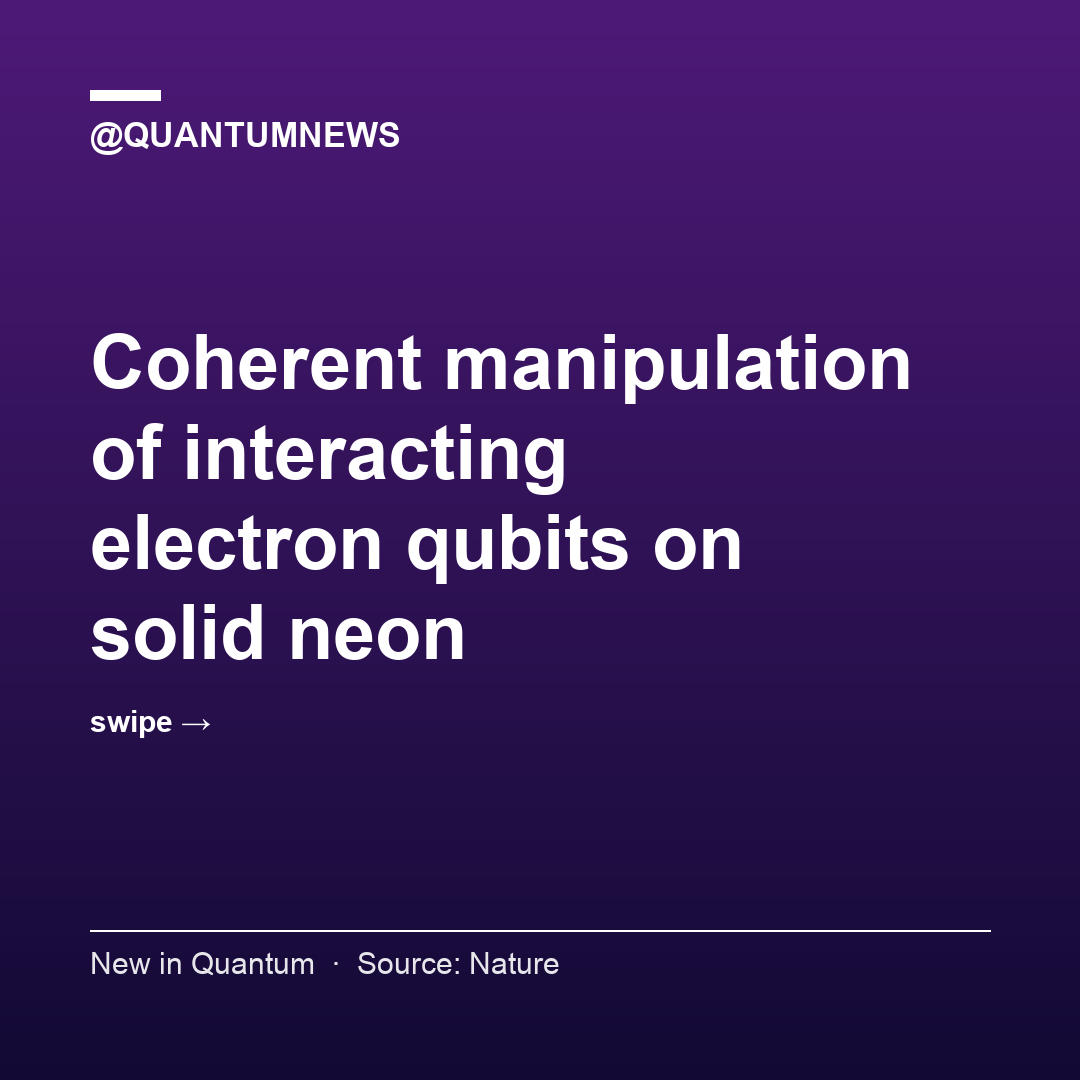 @QUANTUMNEWS
Coherent manipulation
of interacting
electron qubits on
solid neon
swipe →
New in Quantum · Source: Nature